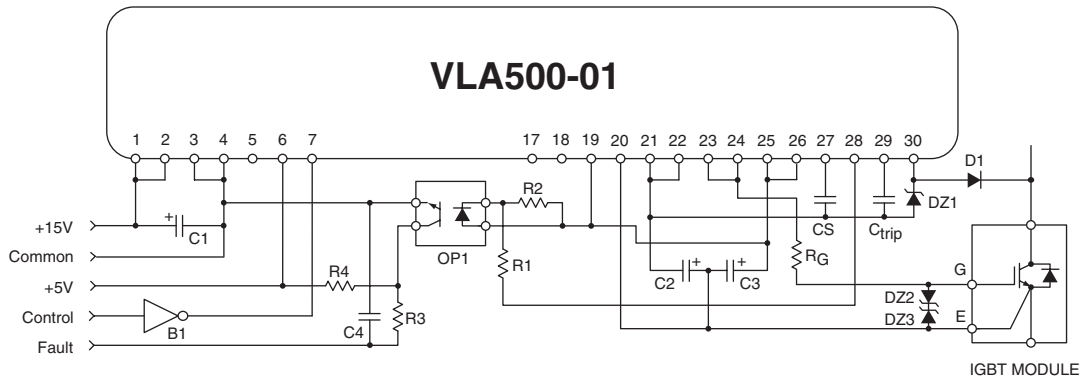 VLA500-01
1 2 3 4 5 6 7 17 18 19 20 21 22 23 24 25 26 27 28 29 30
D1
DZ1
R2
OP1
+15V
C1
CS
Ctrip
Common
R1
RG
+5V
R4
C2
+
C3
+
G
DZ2
Control
B1
C4
R3
DZ3
E
Fault
IGBT MODULE